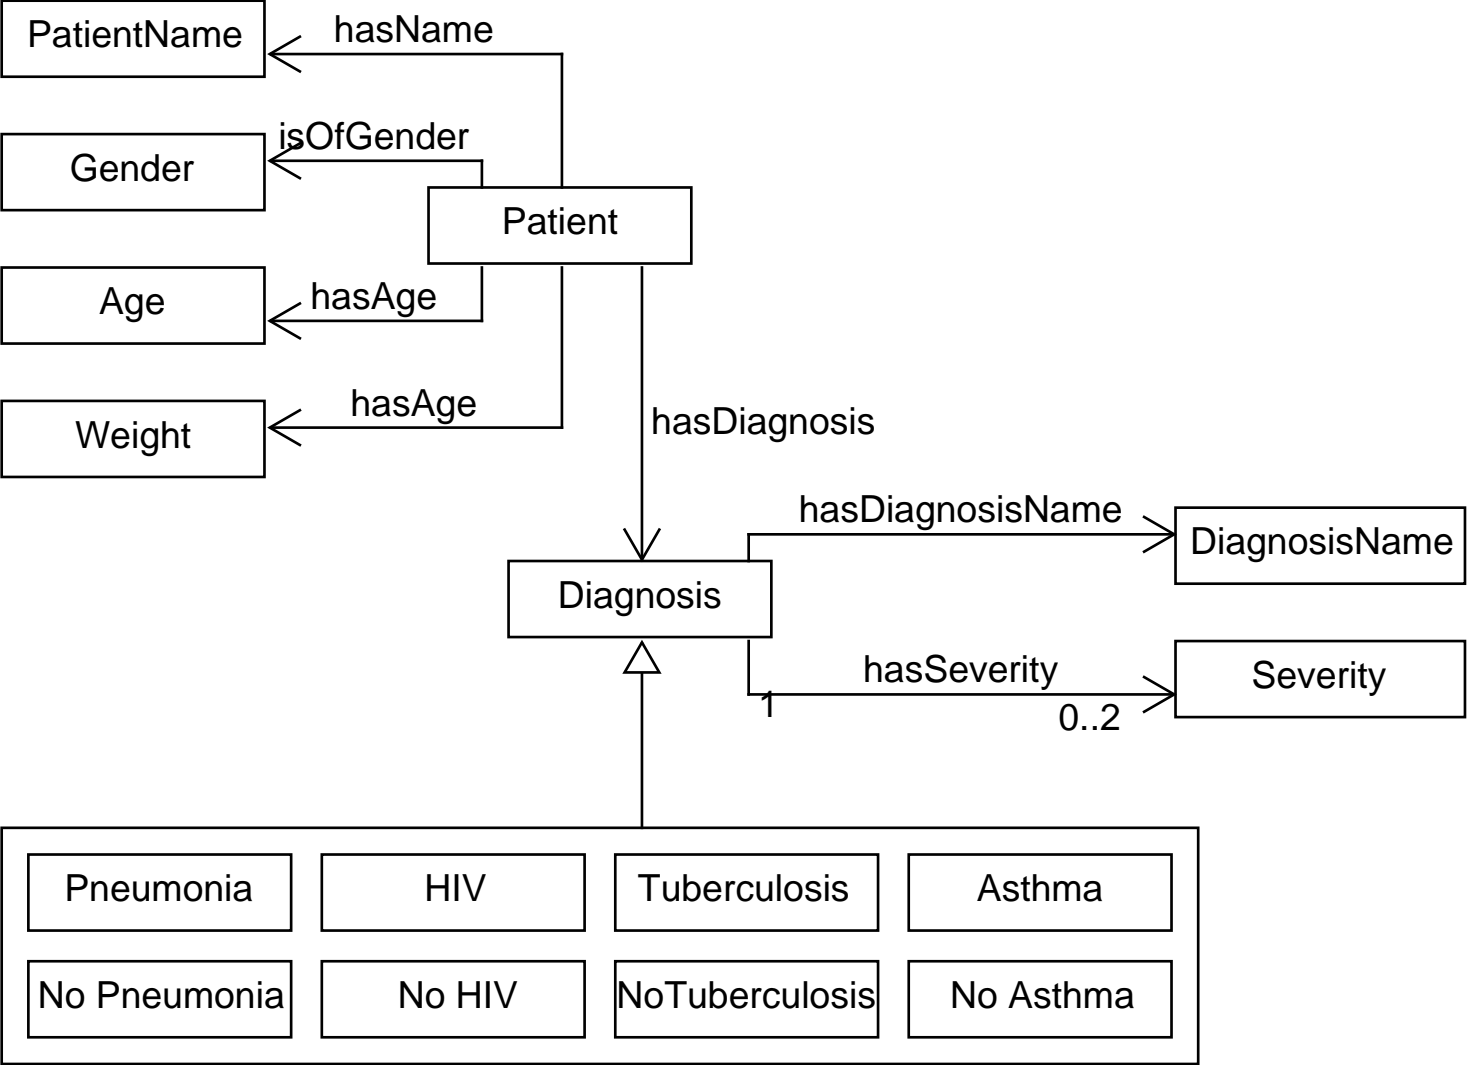 PatientName
hasName
isOfGender
Gender
Patient
Age
hasAge
Weight
hasAge
hasDiagnosis
hasDiagnosisName
DiagnosisName
Diagnosis
hasSeverity
Severity
1
0..2
Pneumonia
HIV
Tuberculosis
Asthma
No Pneumonia
No HIV
NoTuberculosis
No Asthma